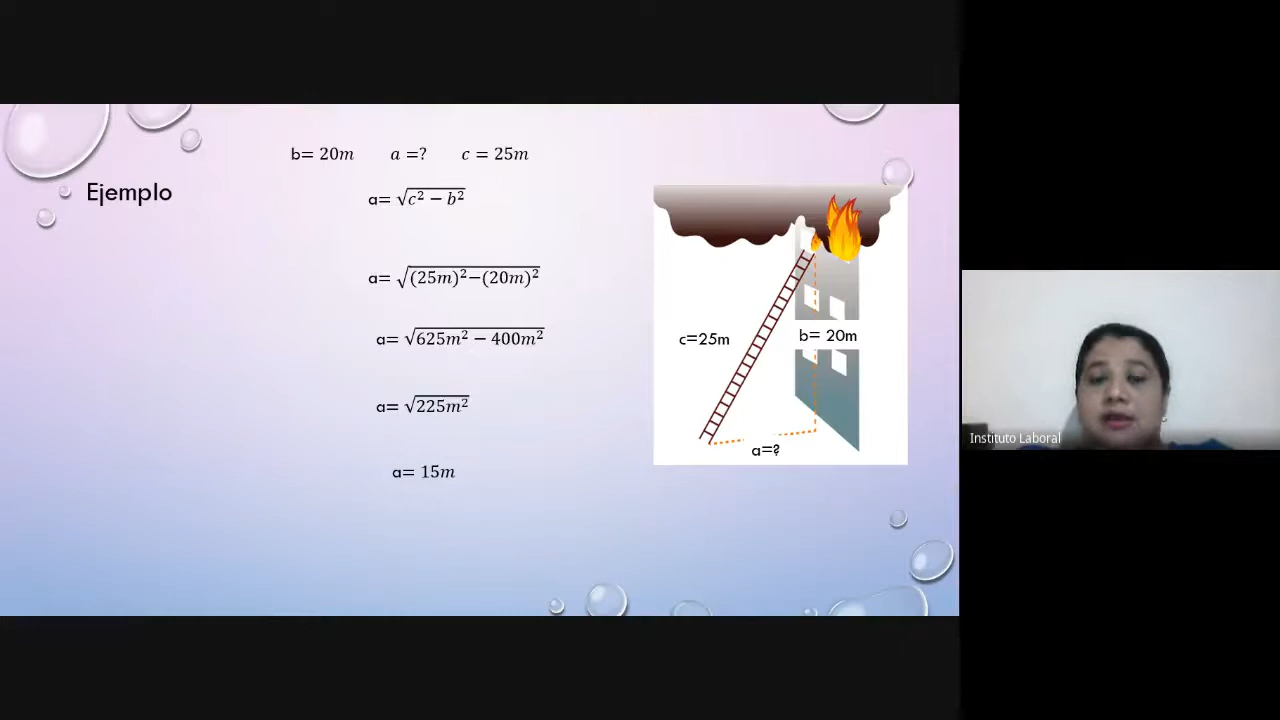 b= 20m a =? c = 25m
Ejemplo
a= √c² − b²
a= √(25m)²−(20m)²
a= √625m² − 400m²
a= √225m²
a= 15m
c=25m
b= 20m
a=?
Instituto Laboral